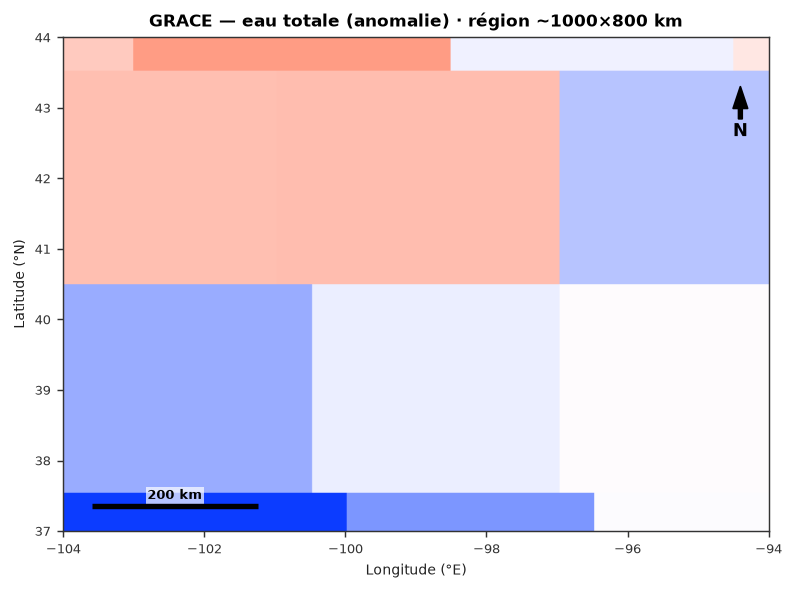 GRACE — eau totale (anomalie) · région ~1000×800 km
44
43
42
41
40
39
38
37
Latitude (°N)
N
200 km
−104
−102
−100
−98
−96
−94
Longitude (°E)